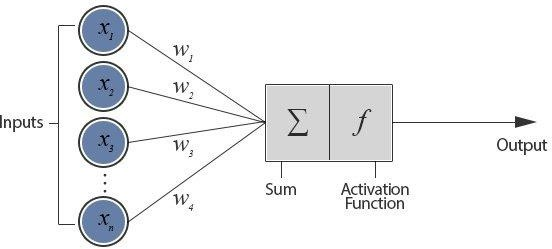 x₁
w₁
x₂
w₂
Inputs
x₃
w₃
Σ
f
Output
xₙ
w₄
Sum
Activation
Function